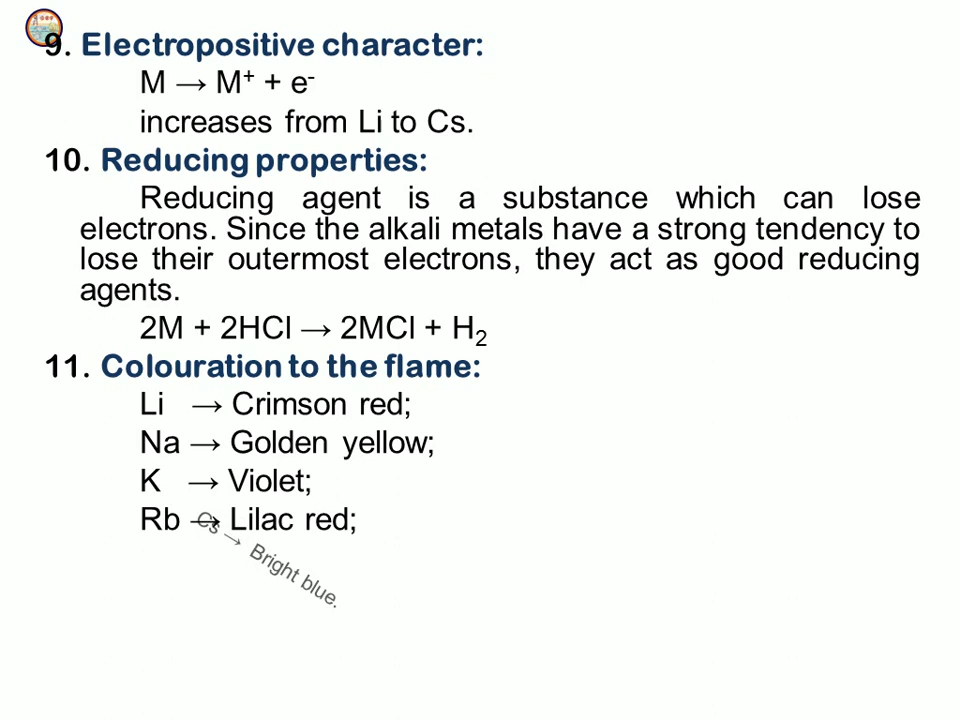 9. Electropositive character:
M → M⁺ + e⁻
increases from Li to Cs.
10. Reducing properties:
Reducing agent is a substance which can lose
electrons. Since the alkali metals have a strong tendency to
lose their outermost electrons, they act as good reducing
agents.
2M + 2HCl → 2MCl + H₂
11. Colouration to the flame:
Li → Crimson red;
Na → Golden yellow;
K → Violet;
Rb → Lilac red;
Cs → Bright blue.